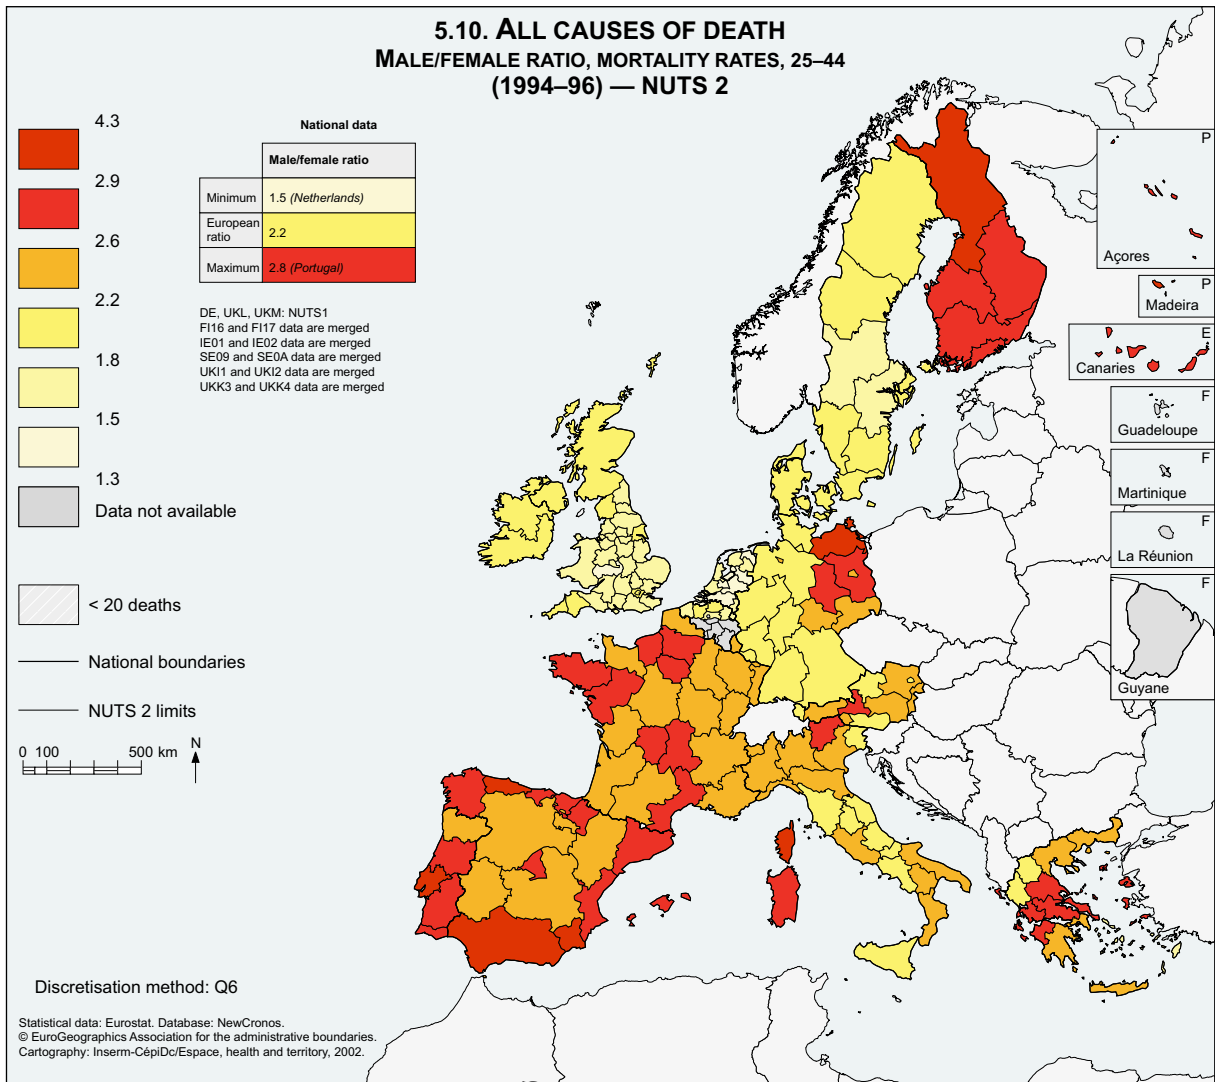 5.10. ALL CAUSES OF DEATH
MALE/FEMALE RATIO, MORTALITY RATES, 25–44
(1994–96) — NUTS 2
4.3
2.9
2.6
2.2
1.8
1.5
1.3
Data not available
< 20 deaths
National boundaries
NUTS 2 limits
0 100 500 km
N
National data
Male/female ratio
Minimum 1.5 (Netherlands)
European ratio 2.2
Maximum 2.8 (Portugal)
DE, UKL, UKM: NUTS1
FI16 and FI17 data are merged
IE01 and IE02 data are merged
SE09 and SE0A data are merged
UKI1 and UKI2 data are merged
UKK3 and UKK4 data are merged
P
Açores
P
Madeira
E
Canaries
F
Guadeloupe
F
Martinique
F
La Réunion
F
Guyane
Discretisation method: Q6
Statistical data: Eurostat. Database: NewCronos.
© EuroGeographics Association for the administrative boundaries.
Cartography: Inserm-CépiDc/Espace, health and territory, 2002.